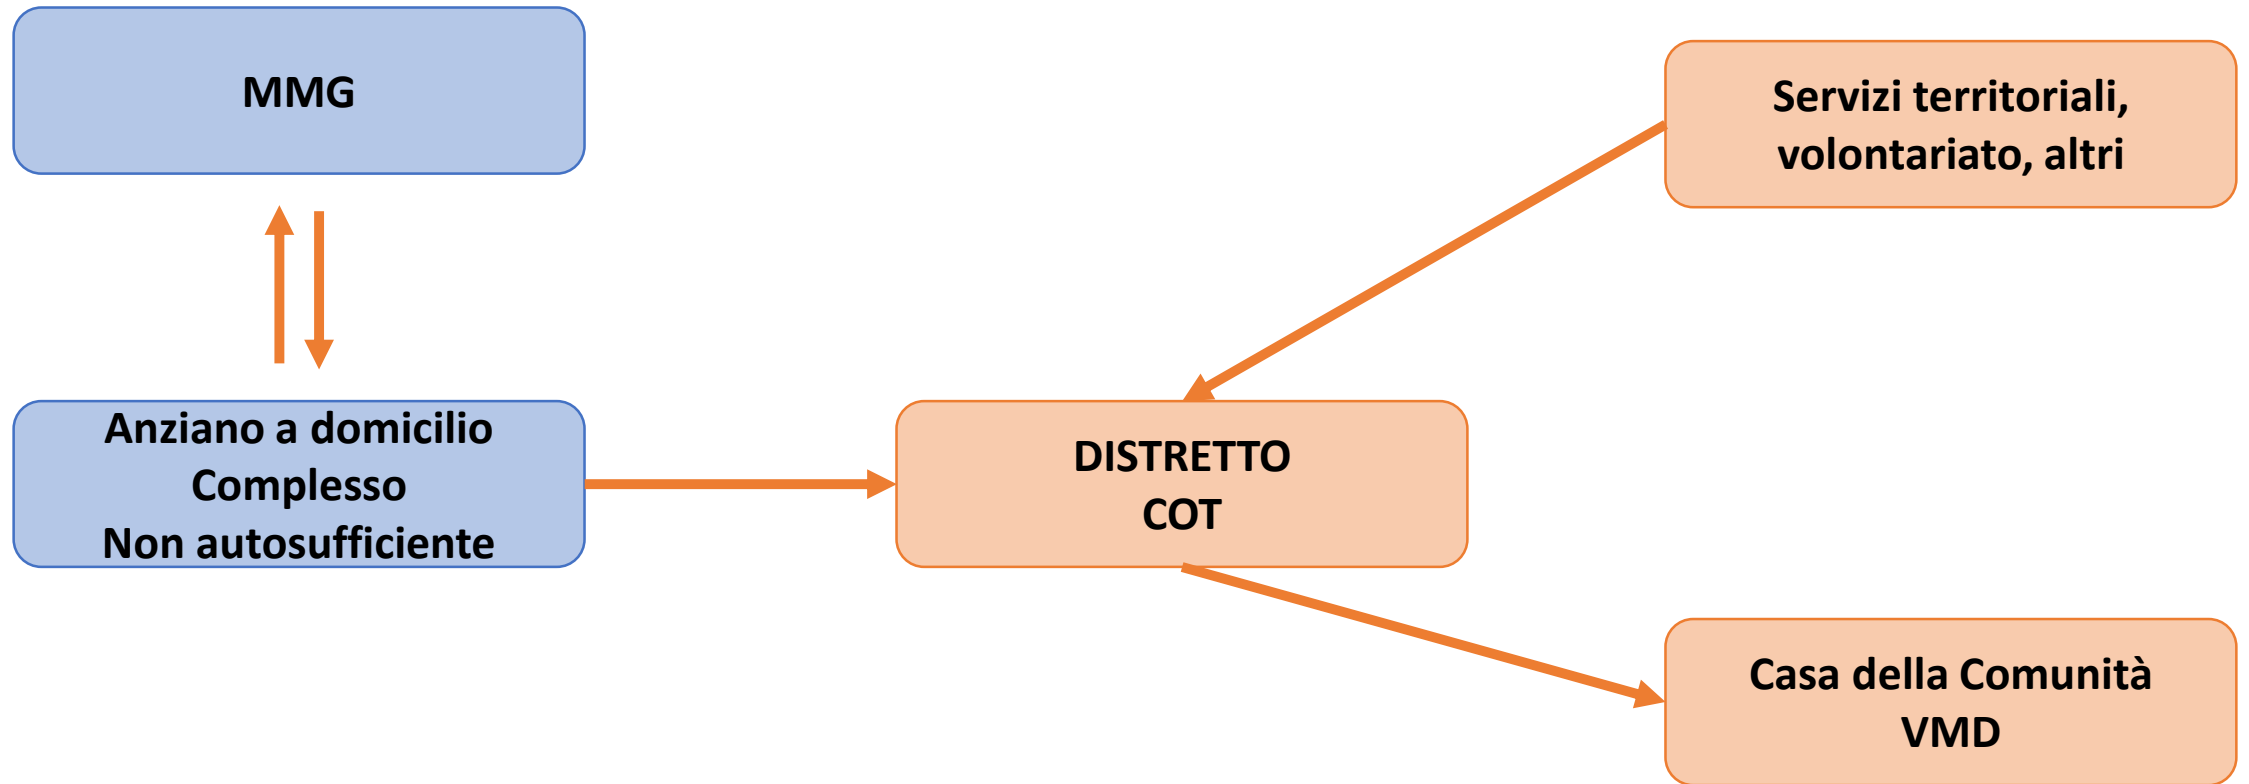 MMG
Servizi territoriali,
volontariato, altri
Anziano a domicilio
Complesso
Non autosufficiente
DISTRETTO
COT
Casa della Comunità
VMD